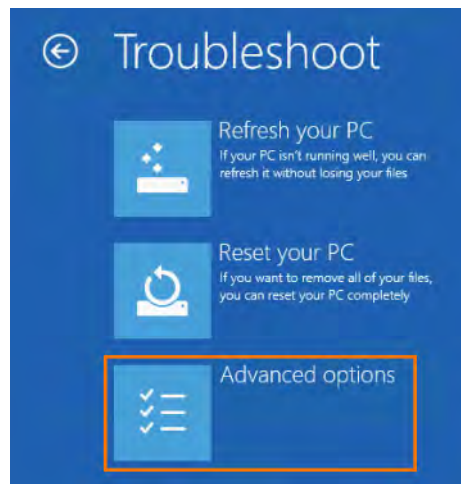 Troubleshoot
Refresh your PC
If your PC isn't running well, you can
refresh it without losing your files
Reset your PC
If you want to remove all of your files,
you can reset your PC completely
Advanced options